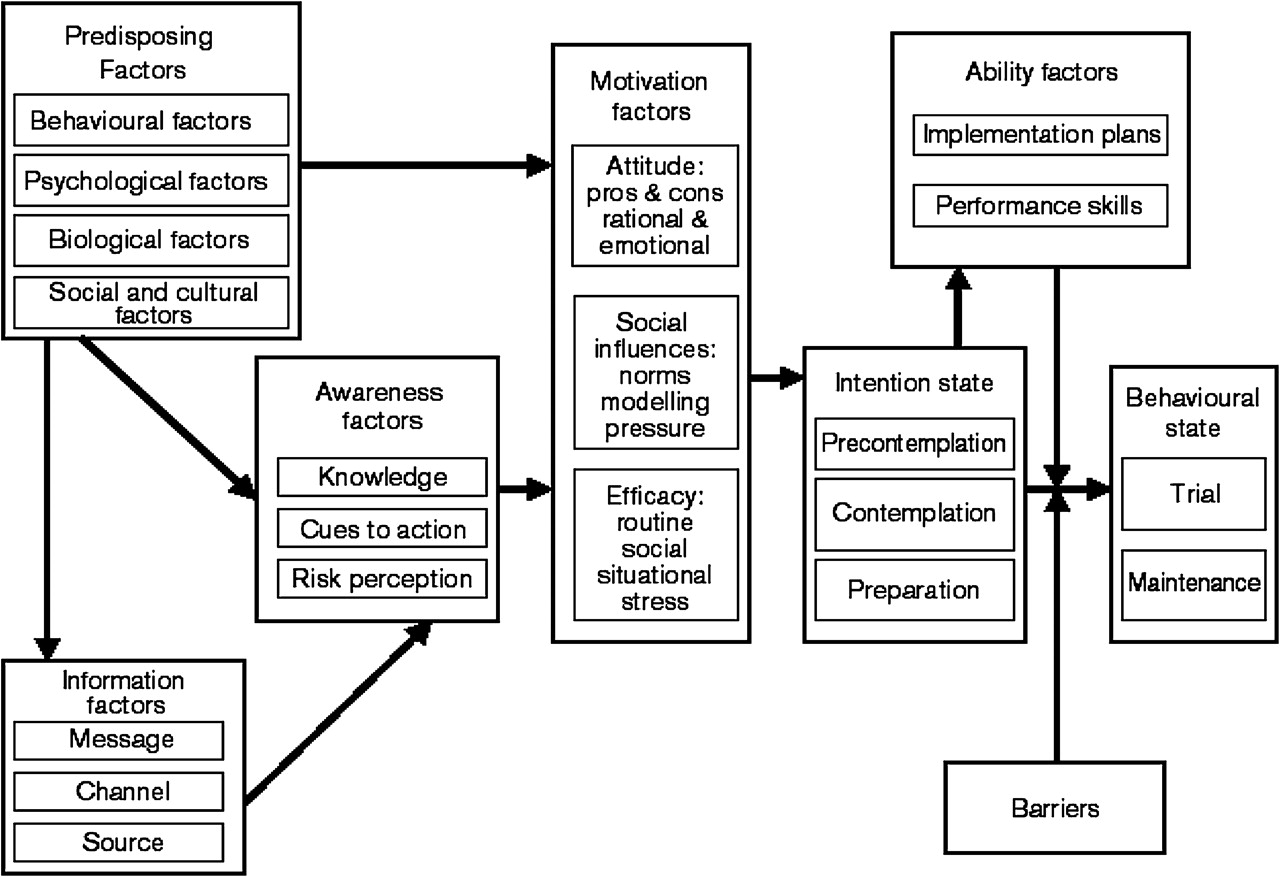 Predisposing
Factors
Behavioural factors
Psychological factors
Biological factors
Social and cultural
factors
Information
factors
Message
Channel
Source
Awareness
factors
Knowledge
Cues to action
Risk perception
Motivation
factors
Attitude:
pros & cons
rational &
emotional
Social
influences:
norms
modelling
pressure
Efficacy:
routine
social
situational
stress
Intention state
Precontemplation
Contemplation
Preparation
Ability factors
Implementation plans
Performance skills
Barriers
Behavioural
state
Trial
Maintenance